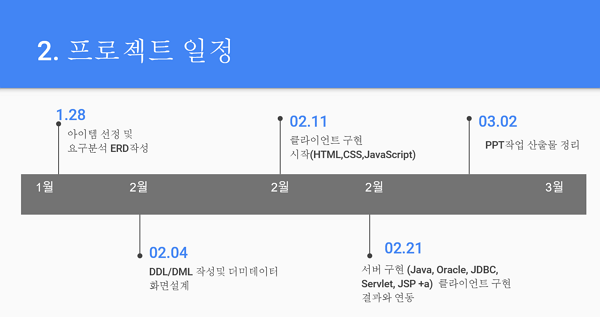 2. 프로젝트 일정
1.28
아이템 선정 및
요구분석 ERD작성
02.11
클라이언트 구현
시작(HTML,CSS,JavaScript)
03.02
PPT작업 산출물 정리
1월 2월 2월 2월 3월
02.04
DDL/DML 작성및 더미데이터
화면설계
02.21
서버 구현 (Java, Oracle, JDBC,
Servlet, JSP +a) 클라이언트 구현
결과와 연동